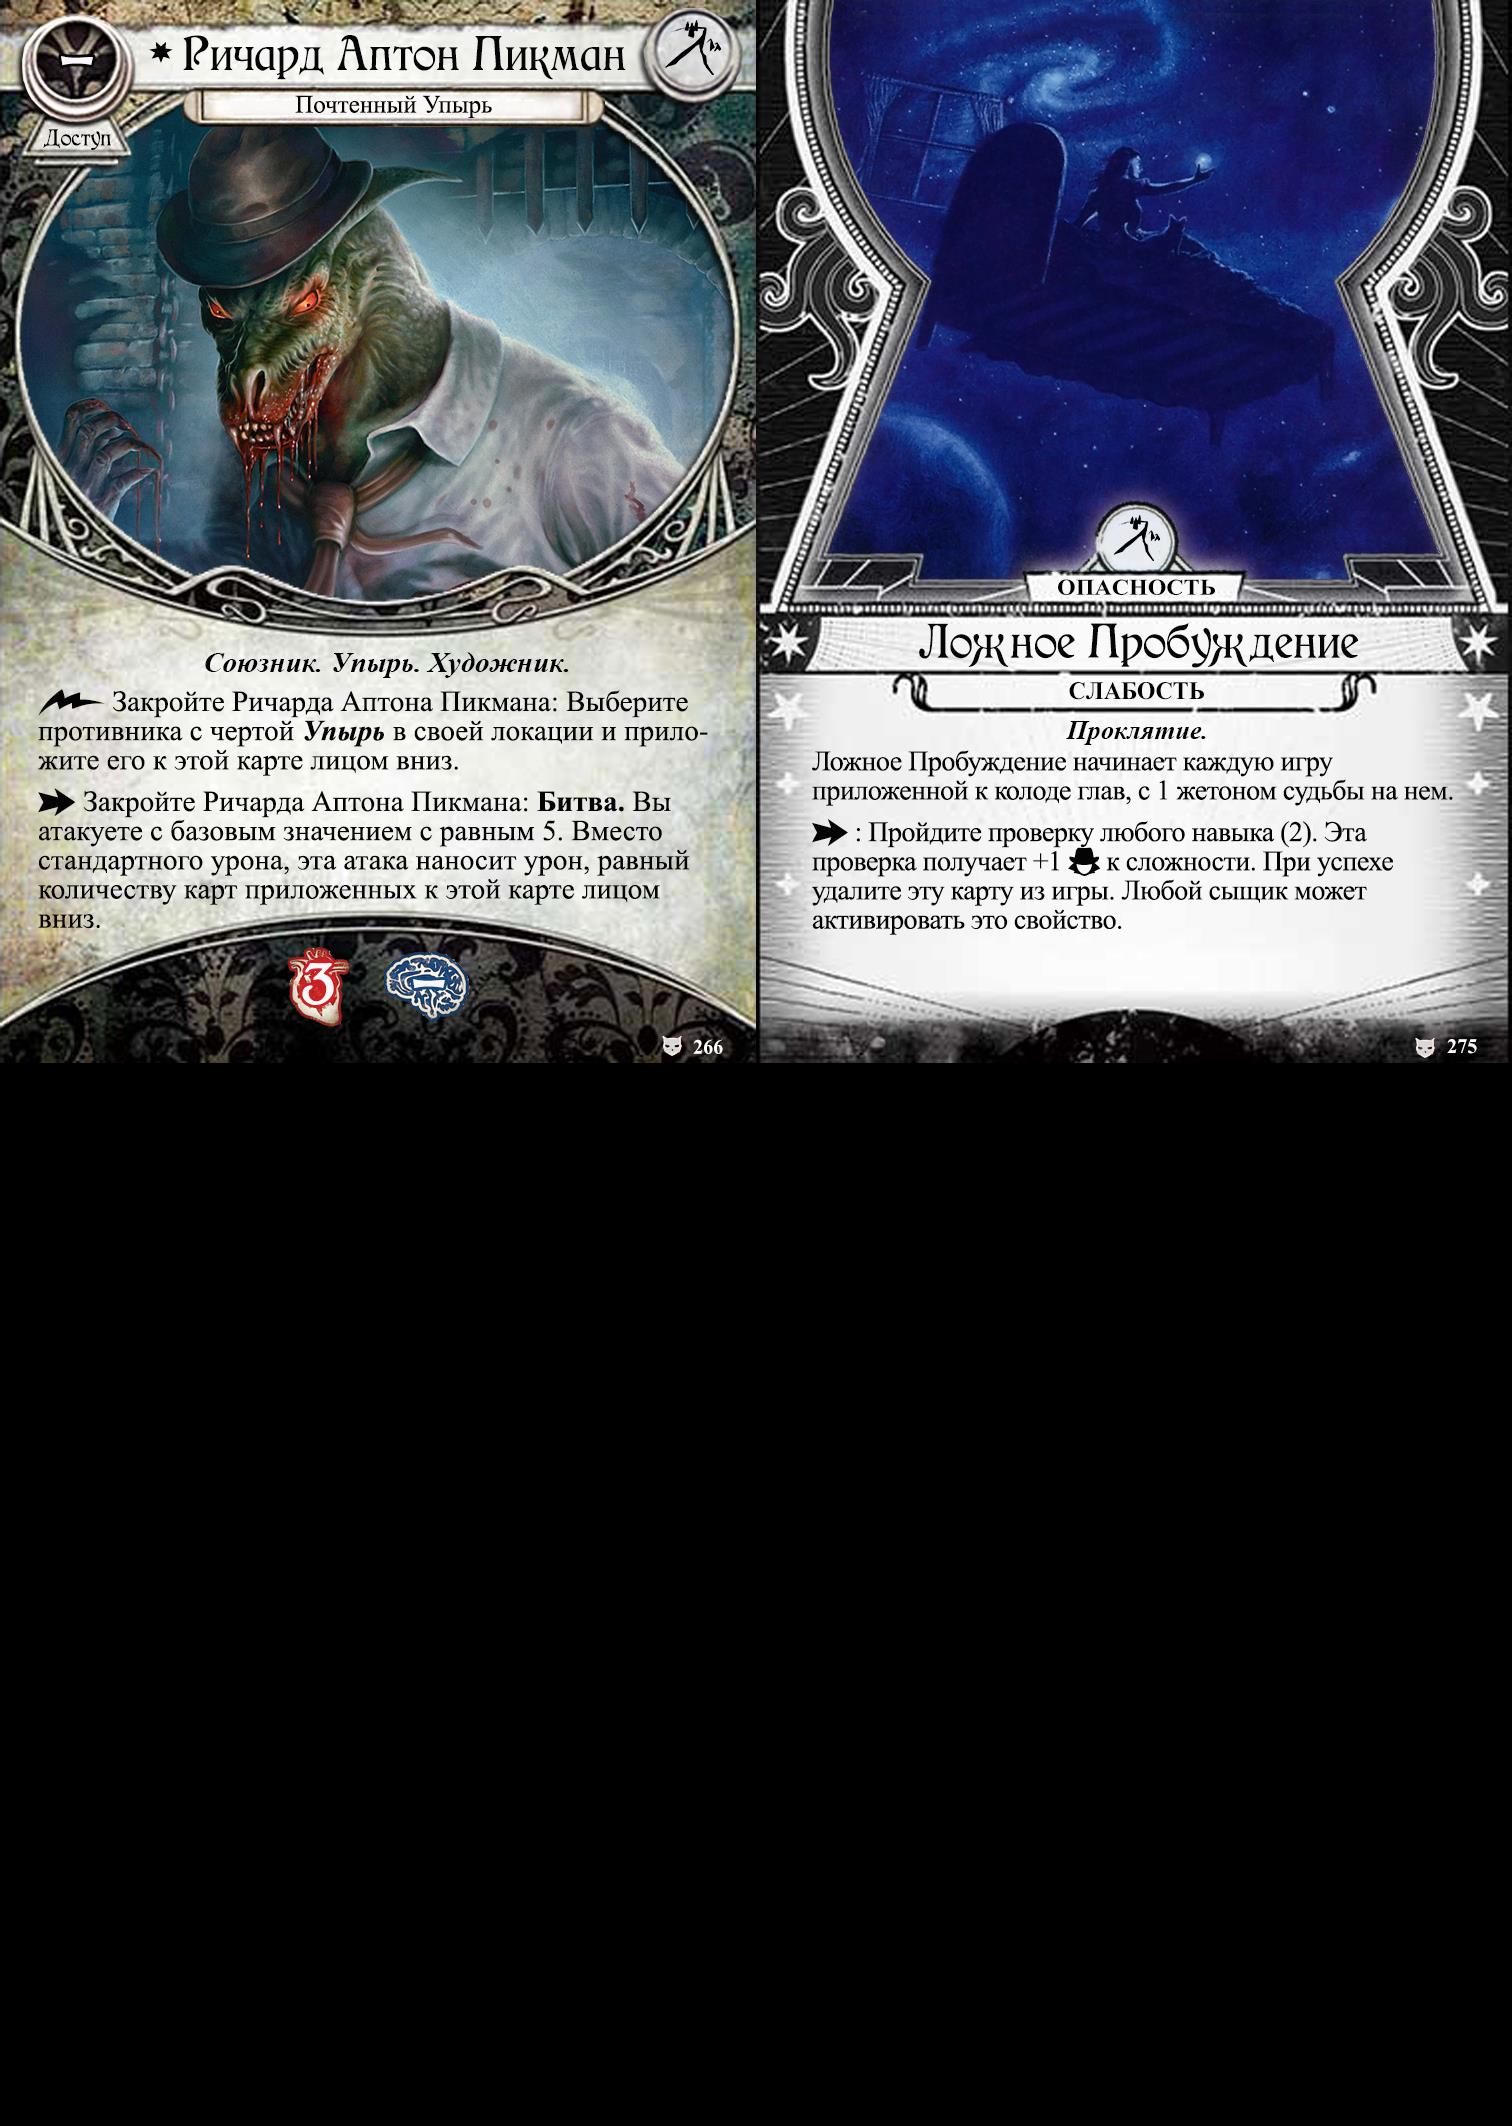 Ричард Аптон Пикман
Почтенный Упырь
Доступ
Союзник. Упырь. Художник.
Закройте Ричарда Аптона Пикмана: Выберите
противника с чертой Упырь в своей локации и прило-
жите его к этой карте лицом вниз.
Закройте Ричарда Аптона Пикмана: Битва. Вы
атакуете с базовым значением с равным 5. Вместо
стандартного урона, эта атака наносит урон, равный
количеству карт приложенных к этой карте лицом
вниз.
3
266
ОПАСНОСТЬ
Ложное Пробуждение
СЛАБОСТЬ
Проклятие.
Ложное Пробуждение начинает каждую игру
приложенной к колоде глав, с 1 жетоном судьбы на нем.
: Пройдите проверку любого навыка (2). Эта
проверка получает +1 к сложности. При успехе
удалите эту карту из игры. Любой сыщик может
активировать это свойство.
275